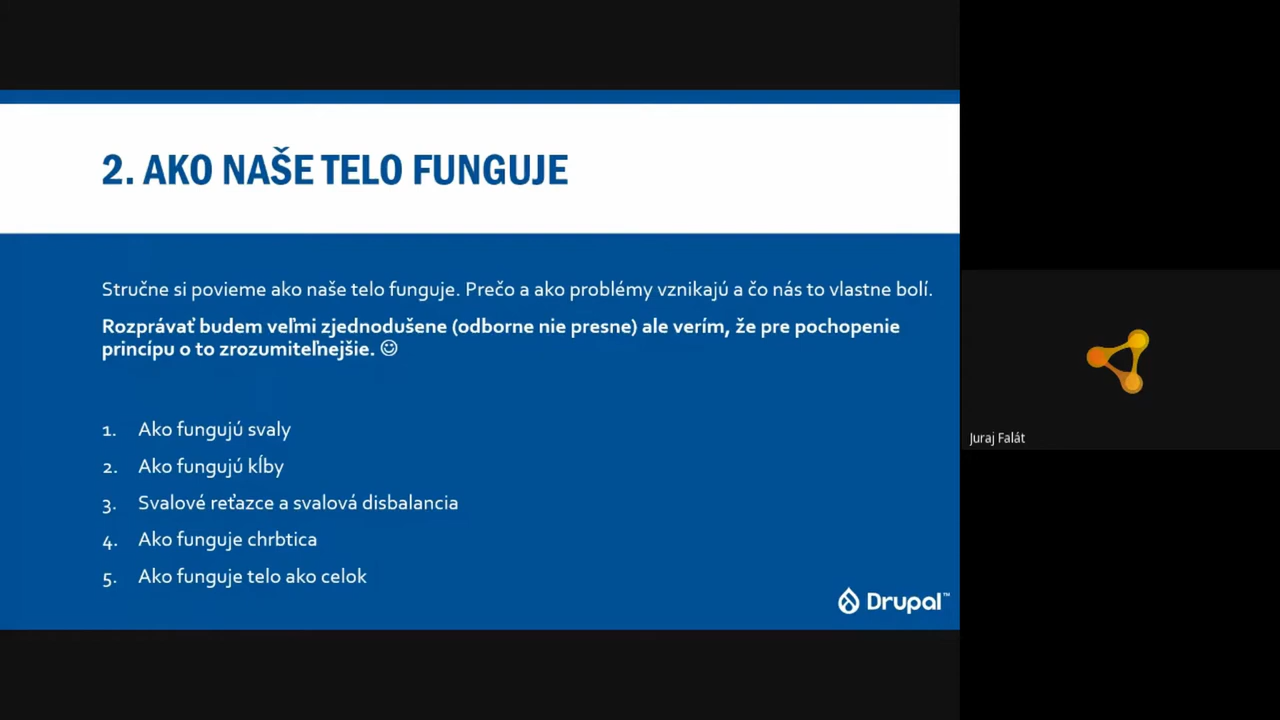 2. AKO NAŠE TELO FUNGUJE
Stručne si povieme ako naše telo funguje. Prečo a ako problémy vznikajú a čo nás to vlastne bolí.
Rozprávať budem veľmi zjednodušene (odborne nie presne) ale verím, že pre pochopenie
princípu o to zrozumiteľnejšie. ☺
1. Ako fungujú svaly
2. Ako fungujú kĺby
3. Svalové reťazce a svalová disbalancia
4. Ako funguje chrbtica
5. Ako funguje telo ako celok
Drupal™
Juraj Falát